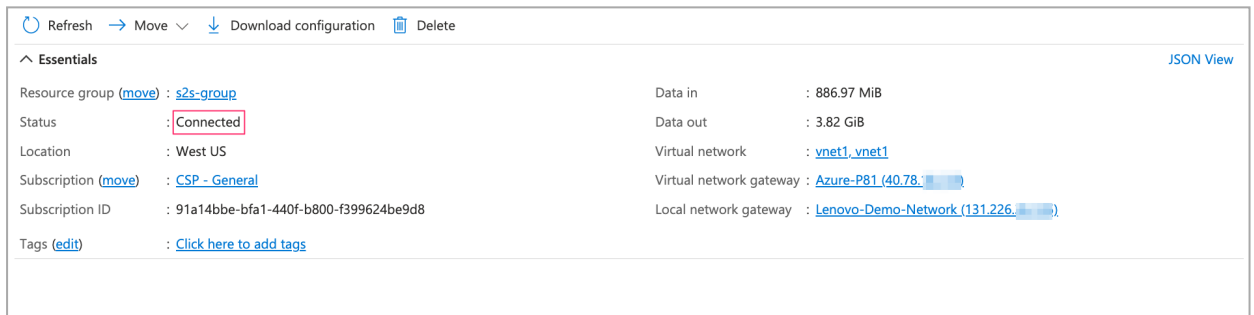 Refresh Move Download configuration Delete
Essentials JSON View
Resource group (move) : s2s-group
Status : Connected
Location : West US
Subscription (move) : CSP - General
Subscription ID : 91a14bbe-bfa1-440f-b800-f399624be9d8
Tags (edit) : Click here to add tags
Data in : 886.97 MiB
Data out : 3.82 GiB
Virtual network : vnet1, vnet1
Virtual network gateway : Azure-P81 (40.78. )
Local network gateway : Lenovo-Demo-Network (131.226. )